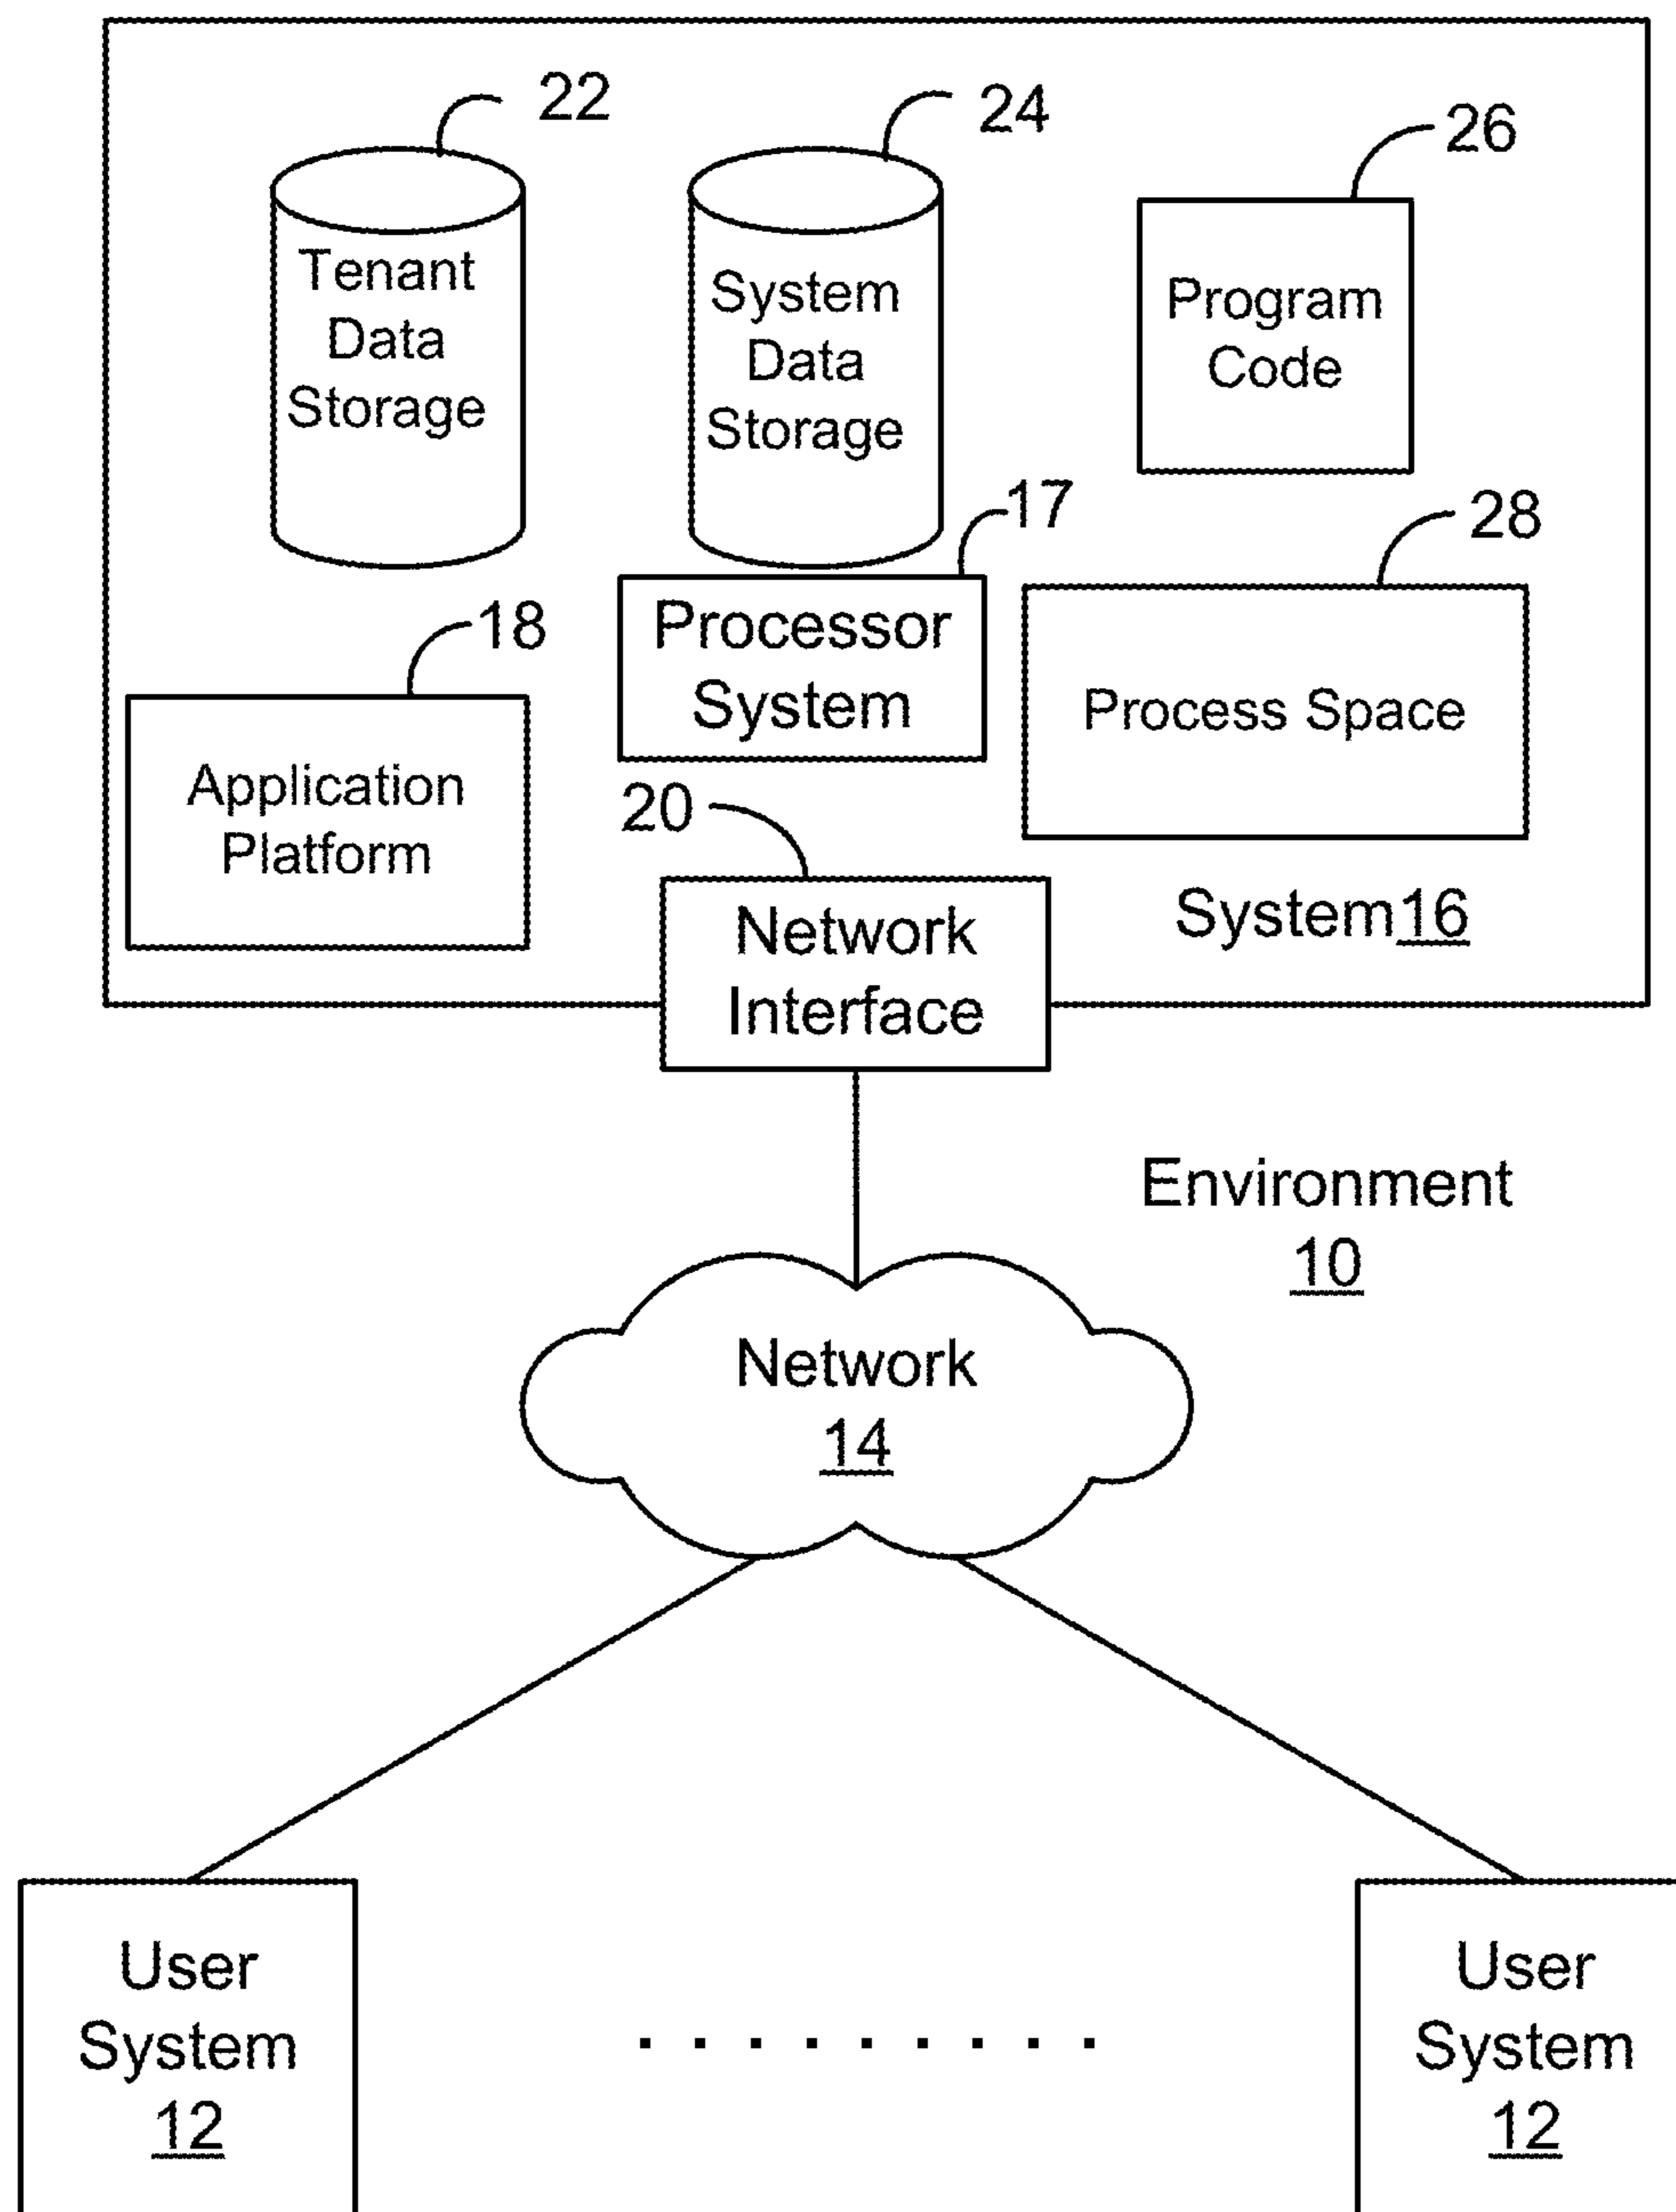 22
24
26
Tenant
Data
Storage
System
Data
Storage
Program
Code
17
28
18
Processor
System
Process Space
Application
Platform
20
Network
Interface
System16
Environment
10
Network
14
User
System
12
. . . . . . . . .
User
System
12